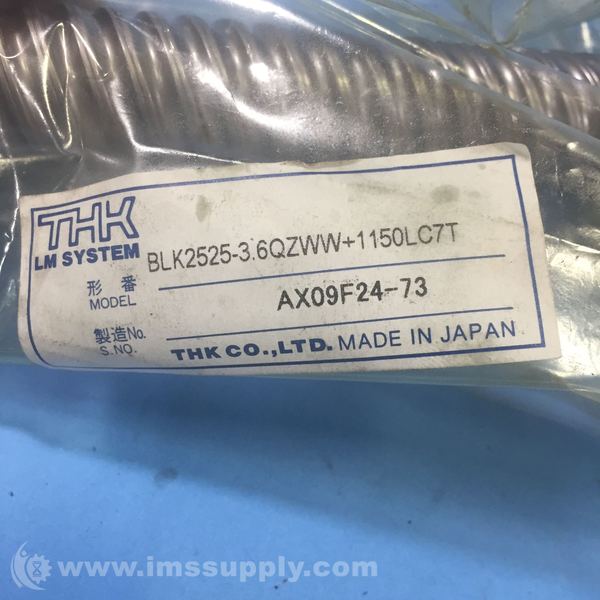 THK
LM SYSTEM
BLK2525-3.6QZWW+1150LC7T
形 番
MODEL
AX09F24-73
製造No.
S.NO.
THK CO.,LTD. MADE IN JAPAN
www.imssupply.com